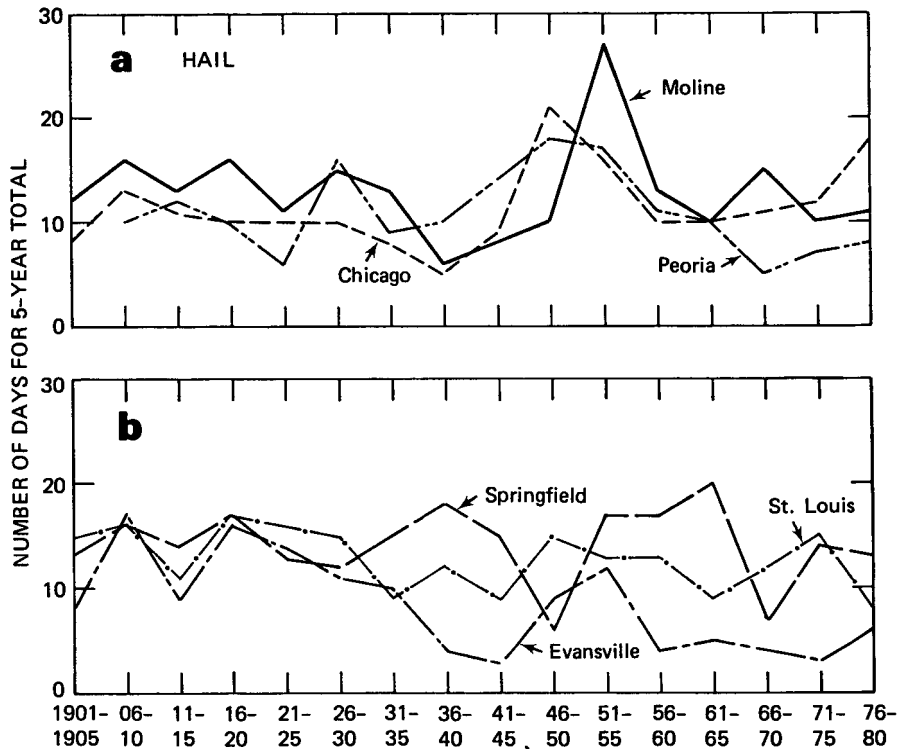 NUMBER OF DAYS FOR 5-YEAR TOTAL
30
20
10
0
a HAIL
Moline
Chicago
Peoria
30
20
10
0
b
Springfield
St. Louis
Evansville
1901- 06- 11- 16- 21- 26- 31- 36- 41- 46- 51- 56- 61- 66- 71- 76-
1905 10 15 20 25 30 35 40 45 50 55 60 65 70 75 80